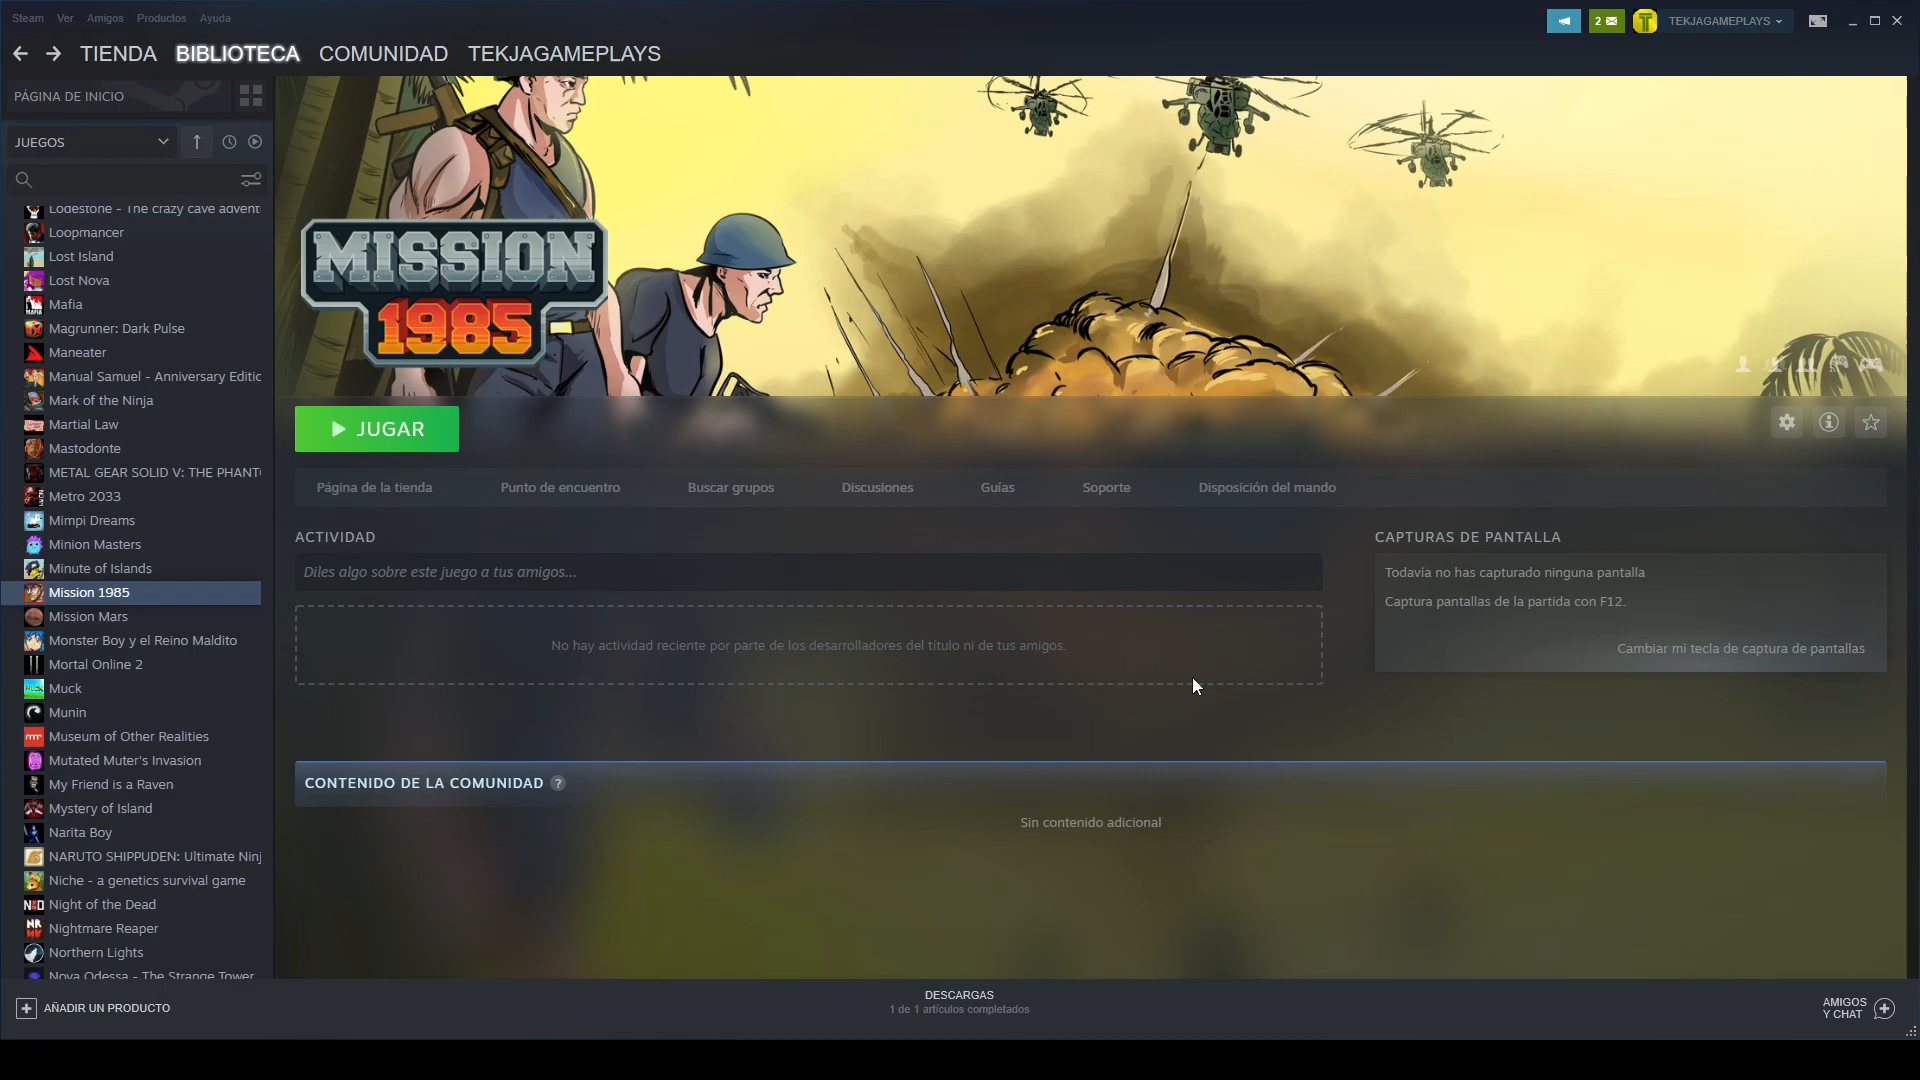 Steam Ver Amigos Productos Ayuda
2 TEKJAGAMEPLAYS
TIENDA BIBLIOTECA COMUNIDAD TEKJAGAMEPLAYS
PÁGINA DE INICIO
JUEGOS
Lodestone - The crazy cave advent
Loopmancer
Lost Island
Lost Nova
Mafia
Magrunner: Dark Pulse
Maneater
Manual Samuel - Anniversary Editic
Mark of the Ninja
Martial Law
Mastodonte
METAL GEAR SOLID V: THE PHANT
Metro 2033
Mimpi Dreams
Minion Masters
Minute of Islands
Mission 1985
Mission Mars
Monster Boy y el Reino Maldito
Mortal Online 2
Muck
Munin
Museum of Other Realities
Mutated Muter's Invasion
My Friend is a Raven
Mystery of Island
Narita Boy
NARUTO SHIPPUDEN: Ultimate Ninj
Niche - a genetics survival game
Night of the Dead
Nightmare Reaper
Northern Lights
Nova Odessa - The Strange Tower
MISSION
1985
JUGAR
Página de la tienda Punto de encuentro Buscar grupos Discusiones Guías Soporte Disposición del mando
ACTIVIDAD
Diles algo sobre este juego a tus amigos...
No hay actividad reciente por parte de los desarrolladores del título ni de tus amigos.
CAPTURAS DE PANTALLA
Todavía no has capturado ninguna pantalla
Captura pantallas de la partida con F12.
Cambiar mi tecla de captura de pantallas
CONTENIDO DE LA COMUNIDAD ?
Sin contenido adicional
AÑADIR UN PRODUCTO
DESCARGAS
1 de 1 artículos completados
AMIGOS
Y CHAT